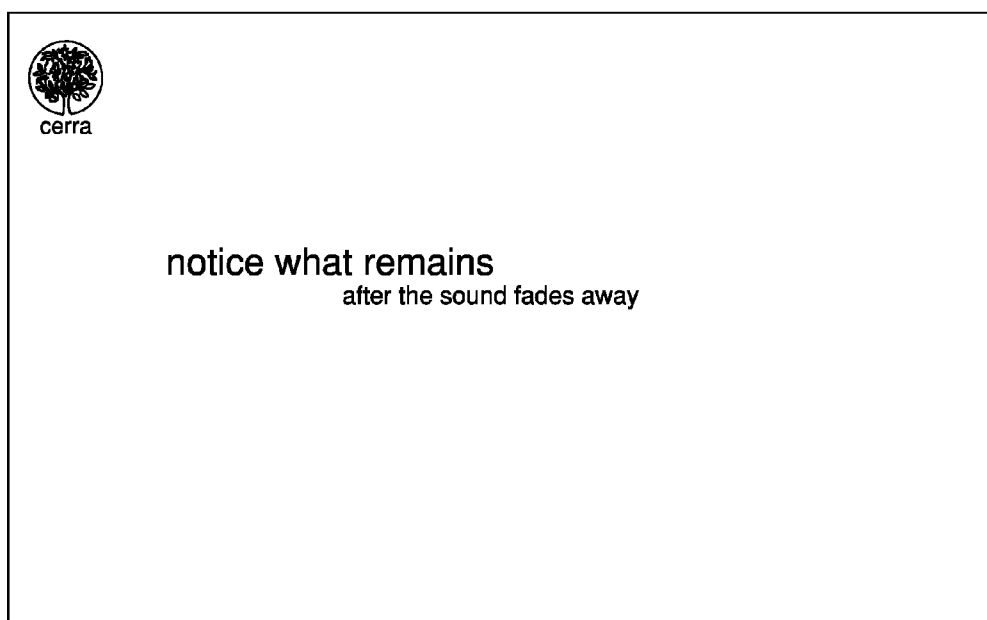 cerra
notice what remains
after the sound fades away